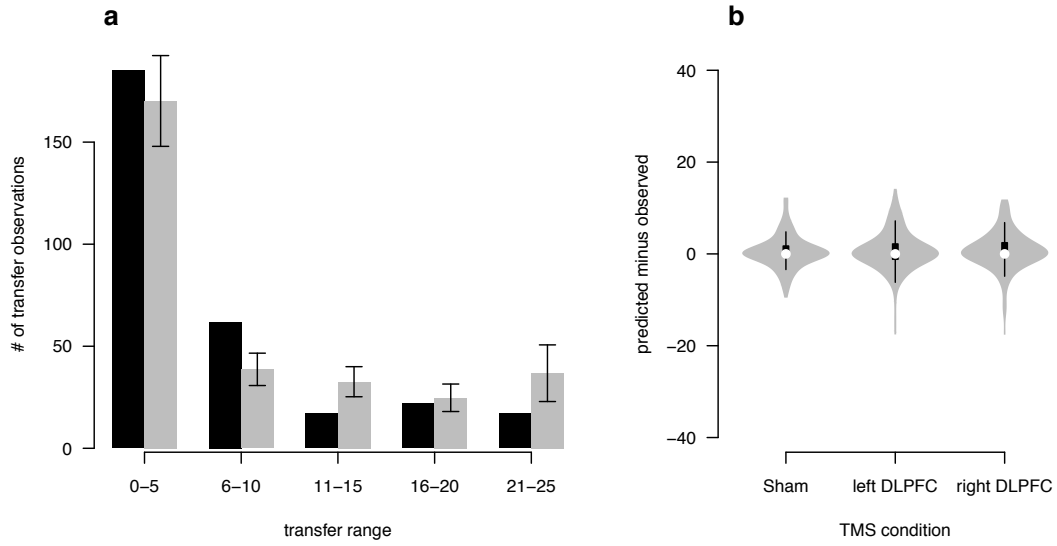 a
# of transfer observations
150
100
50
0
0–5 6–10 11–15 16–20 21–25
transfer range
b
predicted minus observed
40
20
0
−20
−40
Sham left DLPFC right DLPFC
TMS condition